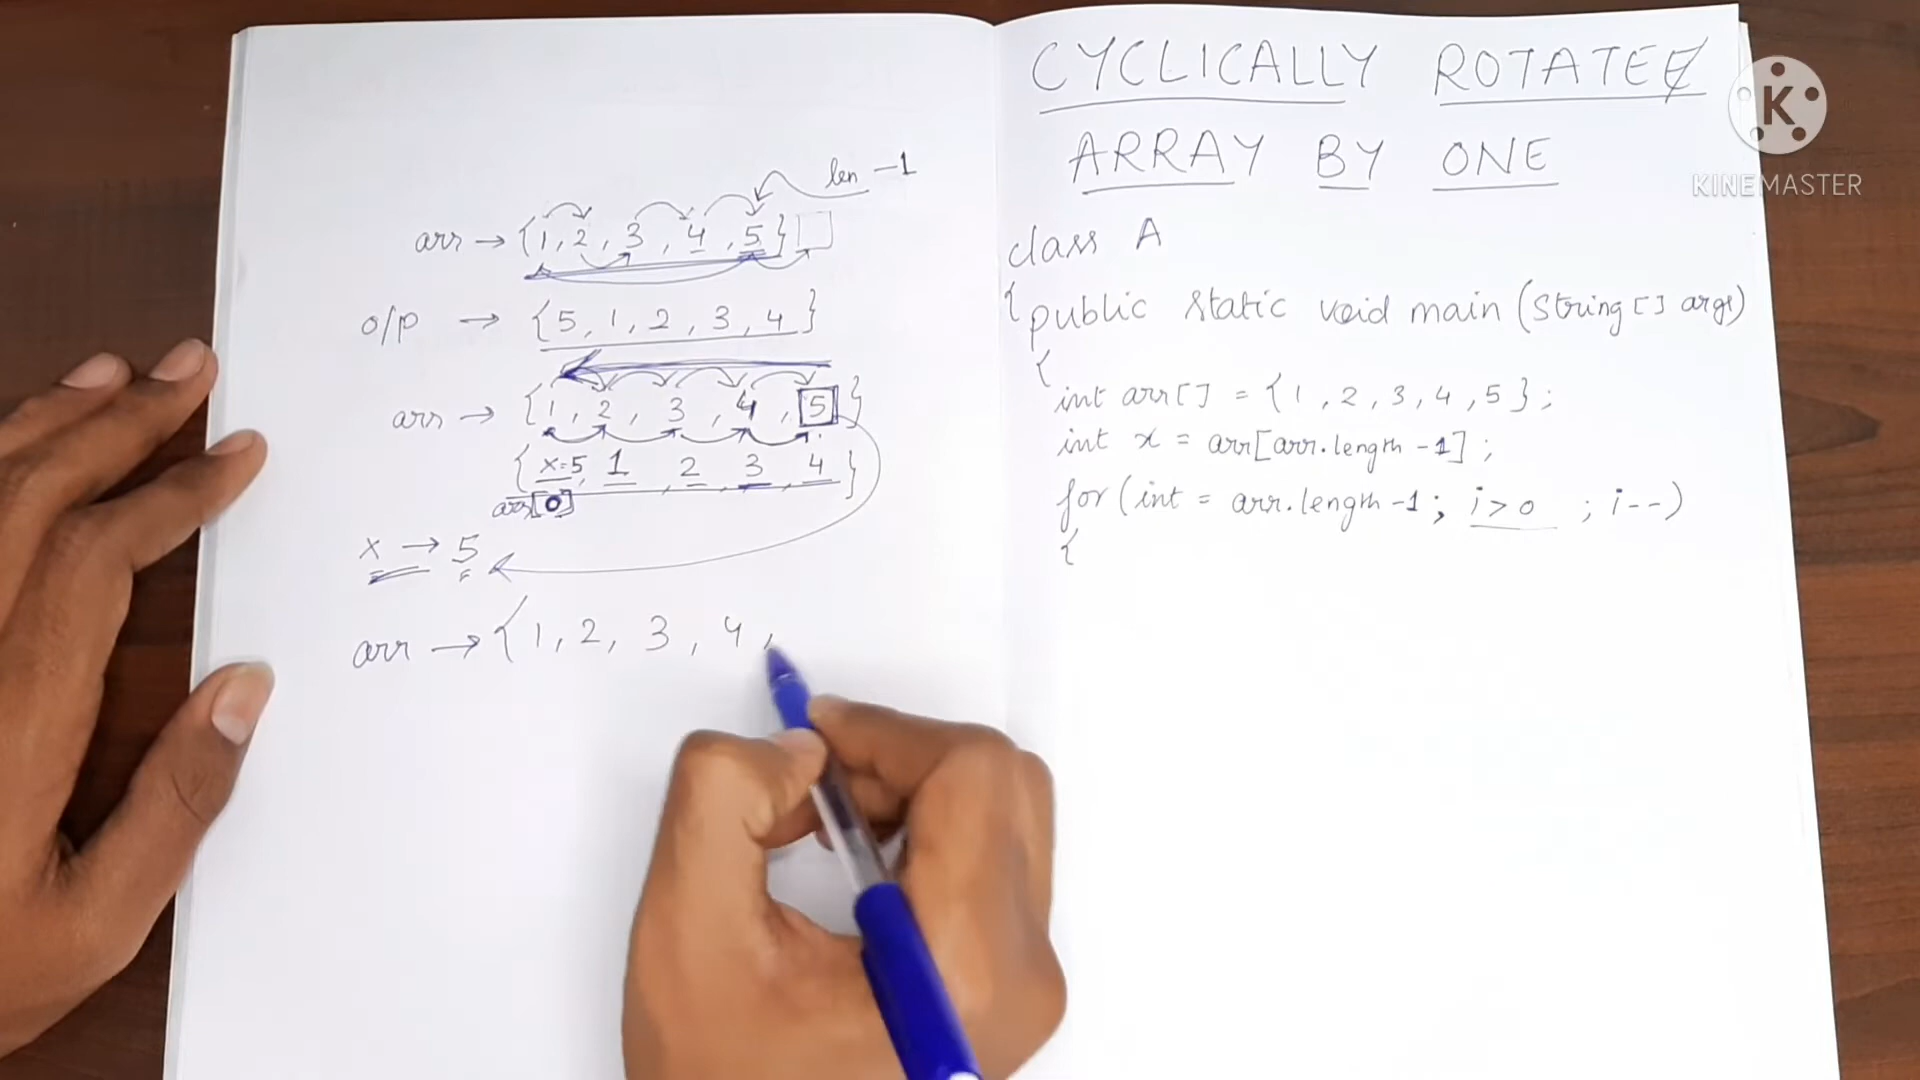 len -1
arr → {1, 2, 3, 4, 5}
o/p → {5, 1, 2, 3, 4}
arr → {1, 2, 3, 4, 5}
{x=5, 1, 2, 3, 4}
arr[0]
x → 5
arr → {1, 2, 3, 4,
CYCLICALLY ROTATE
ARRAY BY ONE
class A
{ public static void main (String [] args)
{
int arr[] = {1, 2, 3, 4, 5};
int x = arr[arr.length -1];
for (int = arr.length -1; i > 0 ; i--)
{
K
KINEMASTER